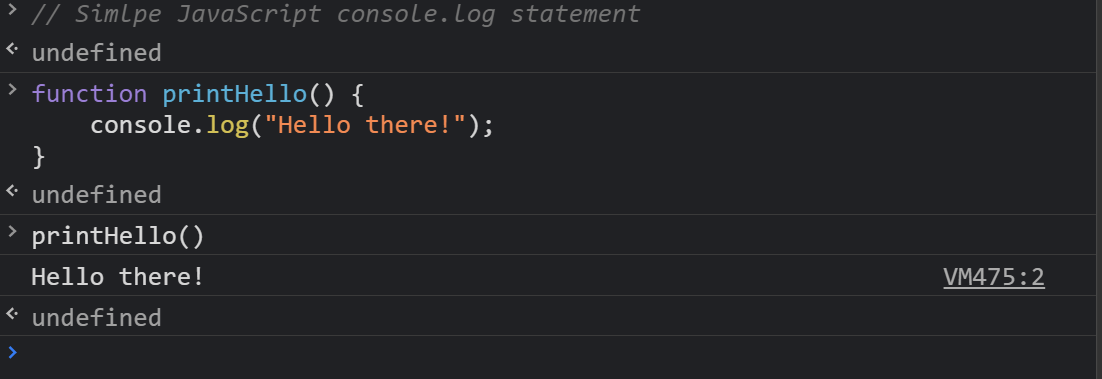 // Simlpe JavaScript console.log statement
undefined
function printHello() {
    console.log("Hello there!");
}
undefined
printHello()
Hello there! VM475:2
undefined